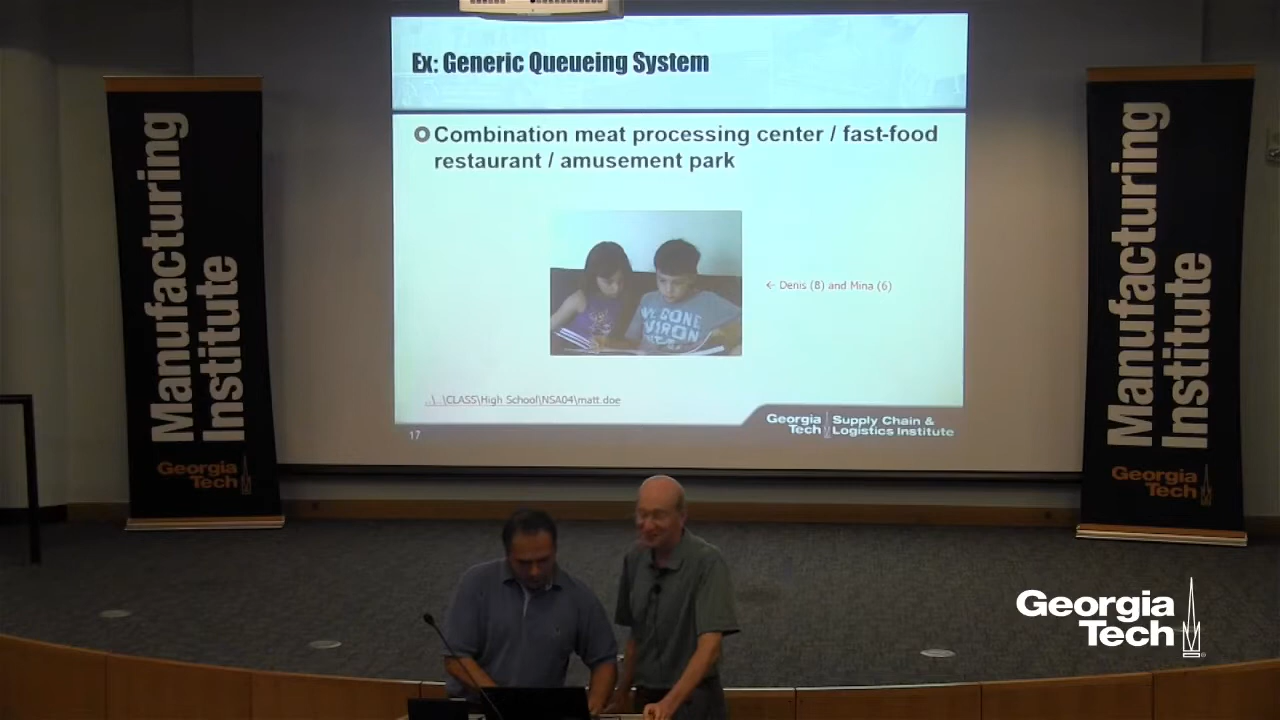 Ex: Generic Queueing System
Combination meat processing center / fast-food
restaurant / amusement park
← Denis (8) and Mina (6)
..\..\CLASS\High School\NSA04\matt.doe
17
Georgia Tech
Supply Chain &
Logistics Institute
Manufacturing
Institute
Georgia
Tech
Manufacturing
Institute
Georgia
Tech
Georgia
Tech